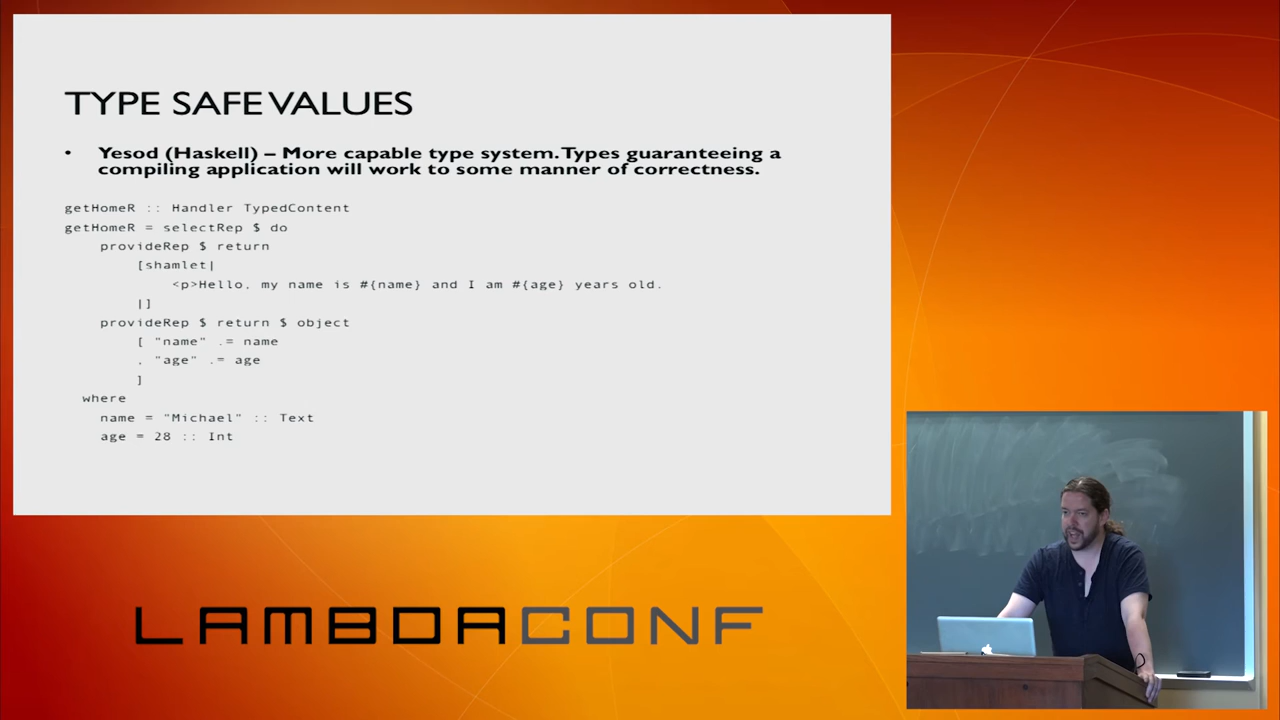 TYPE SAFE VALUES
• Yesod (Haskell) – More capable type system. Types guaranteeing a
compiling application will work to some manner of correctness.
getHomeR :: Handler TypedContent
getHomeR = selectRep $ do
    provideRep $ return
        [shamlet|
            <p>Hello, my name is #{name} and I am #{age} years old.
        |]
    provideRep $ return $ object
        [ "name" .= name
        , "age" .= age
        ]
  where
    name = "Michael" :: Text
    age = 28 :: Int
LAMBDACONF